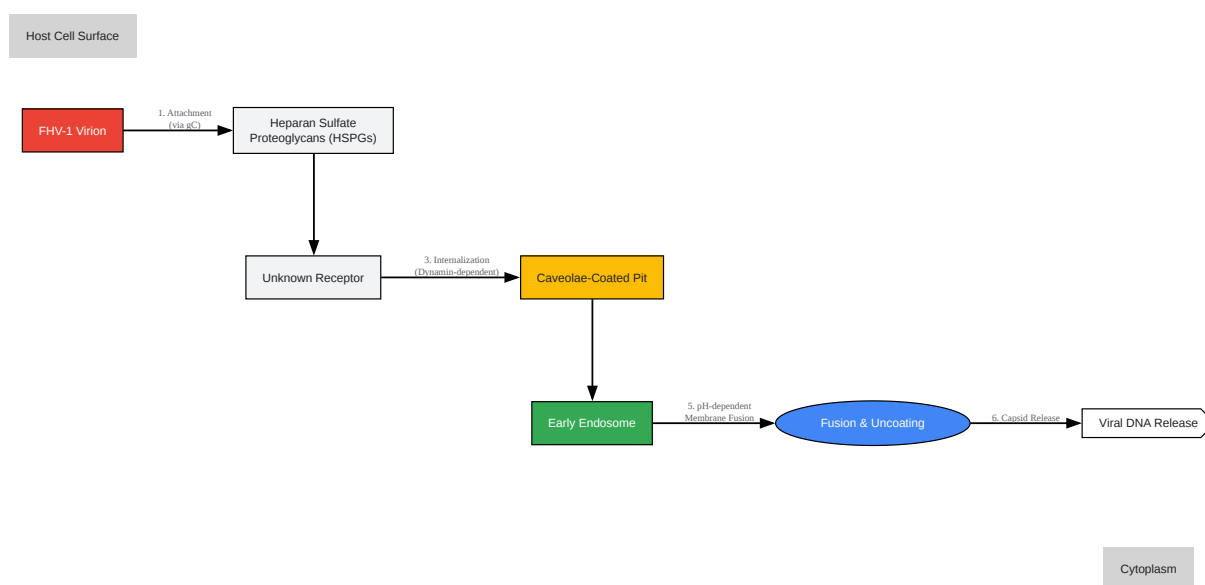 Host Cell Surface
FHV-1 Virion
1. Attachment
(via gC)
Heparan Sulfate
Proteoglycans (HSPGs)
Unknown Receptor
3. Internalization
(Dynamin-dependent)
Caveolae-Coated Pit
Early Endosome
5. pH-dependent
Membrane Fusion
Fusion & Uncoating
6. Capsid Release
Viral DNA Release
Cytoplasm